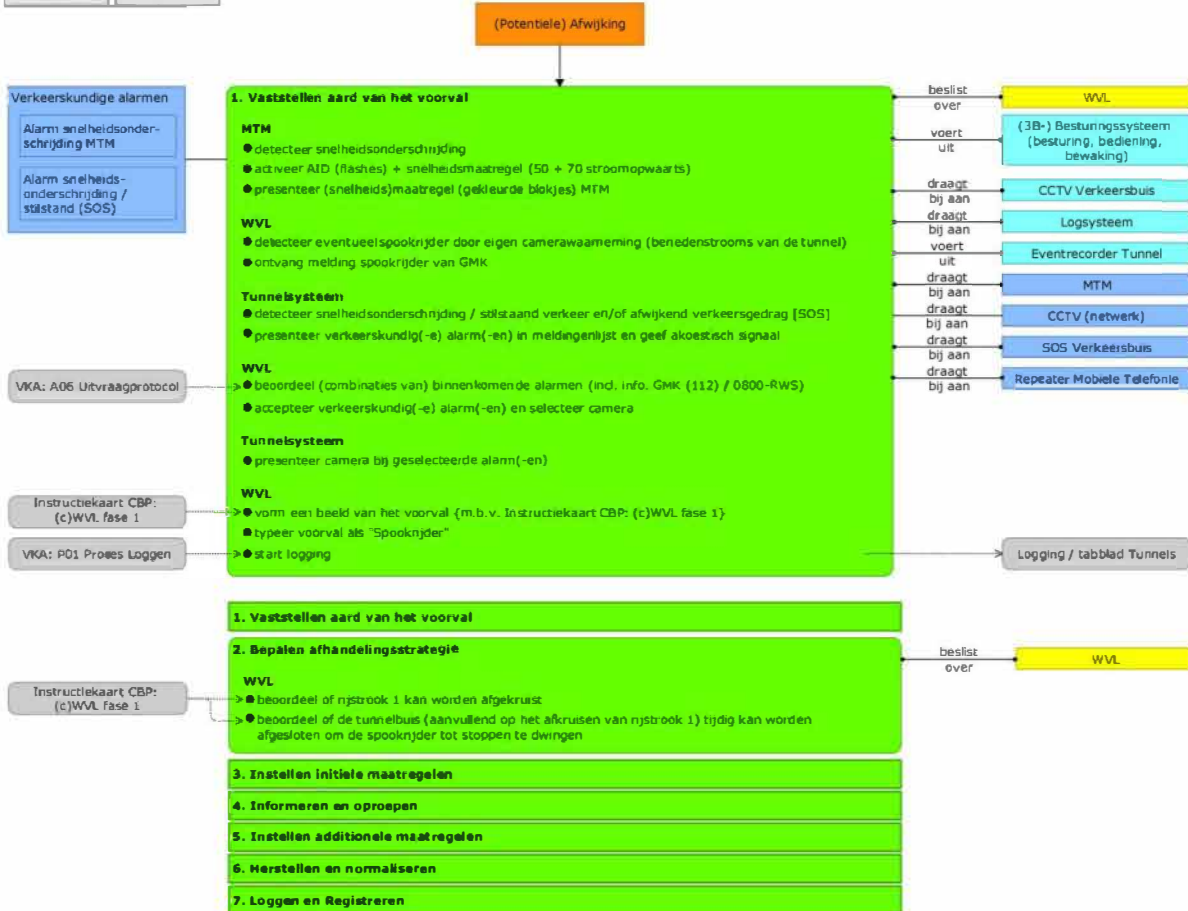 (Potentiele) Afwijking
Verkeerskundige alarmen
Alarm snelheidsonder-
schrijding MTM
Alarm snelheids-
onderschrijding /
stilstand (SOS)
1. Vaststellen aard van het voorval
MTM
● detecteer snelheidsonderschrijding
● activeer AID (flashes) + snelheidsmaatregel (50 + 70 stroomopwaarts)
● presenteer (snelheids)maatregel (gekleurde blokjes) MTM
WVL
● detecteer eventueel spookrijder door eigen camerawaarneming (benedenstrooms van de tunnel)
● ontvang melding spookrijder van GMK
Tunnelsysteem
● detecteer snelheidsonderschrijding / stilstaand verkeer en/of afwijkend verkeersgedrag [SOS]
● presenteer verkeerskundig(-e) alarm(-en) in meldingenlijst en geef akoestisch signaal
WVL
● beoordeel (combinaties van) binnenkomende alarmen (incl. info. GMK (112) / 0800-RWS)
● accepteer verkeerskundig(-e) alarm(-en) en selecteer camera
Tunnelsysteem
● presenteer camera bij geselecteerde alarm(-en)
WVL
● vorm een beeld van het voorval {m.b.v. Instructiekaart CBP: (c)WVL fase 1}
● typeer voorval als "Spookrijder"
● start logging
VKA: A06 Uitvraagprotocol
Instructiekaart CBP:
(c)WVL fase 1
VKA: P01 Proses Loggen
beslist
over
WVL
voert
uit
(3B-) Besturingssysteem
(besturing, bediening,
bewaking)
draagt
bij aan
CCTV Verkeersbuis
draagt
bij aan
Logsysteem
voert
uit
Eventrecorder Tunnel
draagt
bij aan
MTM
draagt
bij aan
CCTV (netwerk)
draagt
bij aan
SOS Verkeersbuis
draagt
bij aan
Repeater Mobiele Telefonie
Logging / tabblad Tunnels
1. Vaststellen aard van het voorval
2. Bepalen afhandelingsstrategie
WVL
● beoordeel of rijstrook 1 kan worden afgekruist
● beoordeel of de tunnelbuis (aanvullend op het afkruisen van rijstrook 1) tijdig kan worden
afgesloten om de spookrijder tot stoppen te dwingen
Instructiekaart CBP:
(c)WVL fase 1
beslist
over
WVL
3. Instellen initiele maatregelen
4. Informeren en oproepen
5. Instellen additionele maatregelen
6. Herstellen en normaliseren
7. Loggen en Registreren